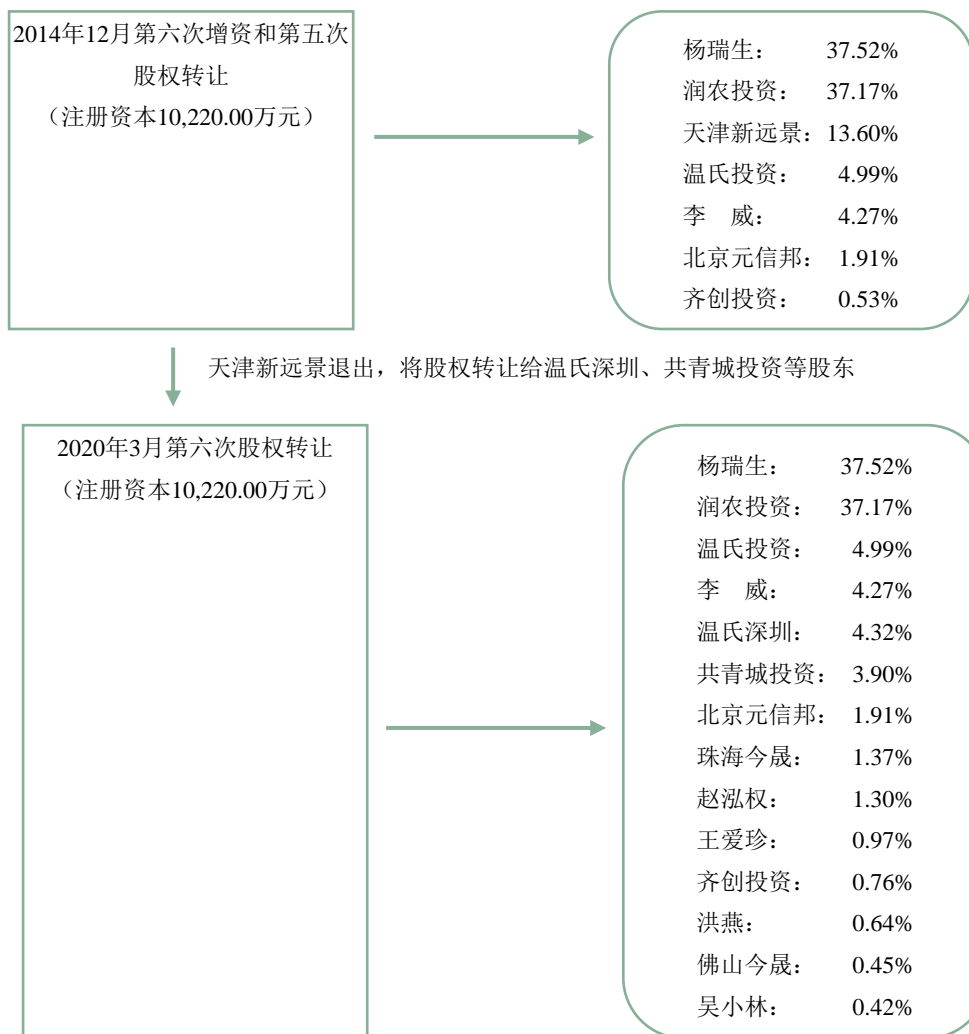 2014年12月第六次增资和第五次
股权转让
（注册资本10,220.00万元）
杨瑞生： 37.52%
润农投资： 37.17%
天津新远景：13.60%
温氏投资： 4.99%
李　威： 4.27%
北京元信邦： 1.91%
齐创投资： 0.53%
天津新远景退出，将股权转让给温氏深圳、共青城投资等股东
2020年3月第六次股权转让
（注册资本10,220.00万元）
杨瑞生： 37.52%
润农投资： 37.17%
温氏投资： 4.99%
李　威： 4.27%
温氏深圳： 4.32%
共青城投资： 3.90%
北京元信邦： 1.91%
珠海今晟： 1.37%
赵泓权： 1.30%
王爱珍： 0.97%
齐创投资： 0.76%
洪燕： 0.64%
佛山今晟： 0.45%
吴小林： 0.42%